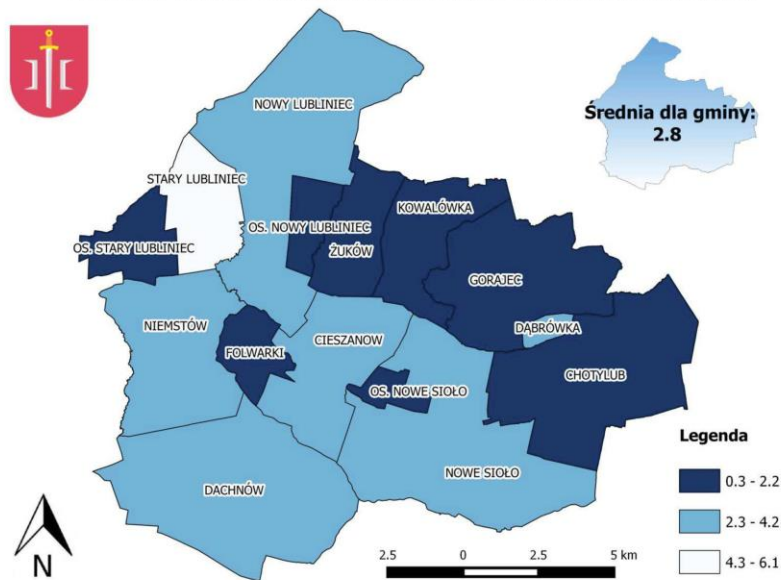 NOWY LUBLINIEC
Średnia dla gminy:
2.8
STARY LUBLINIEC
KOWALÓWKA
OS. NOWY LUBLINIEC
OS. STARY LUBLINIEC
ŻUKÓW
GORAJEC
NIEMSTÓW
DĄBRÓWKA
CIESZANOW
FOLWARKI
CHOTYLUB
OS. NOWE SIOŁO
Legenda
NOWE SIOŁO
0.3 - 2.2
DACHNÓW
2.3 - 4.2
N
2.5 0 2.5 5 km
4.3 - 6.1